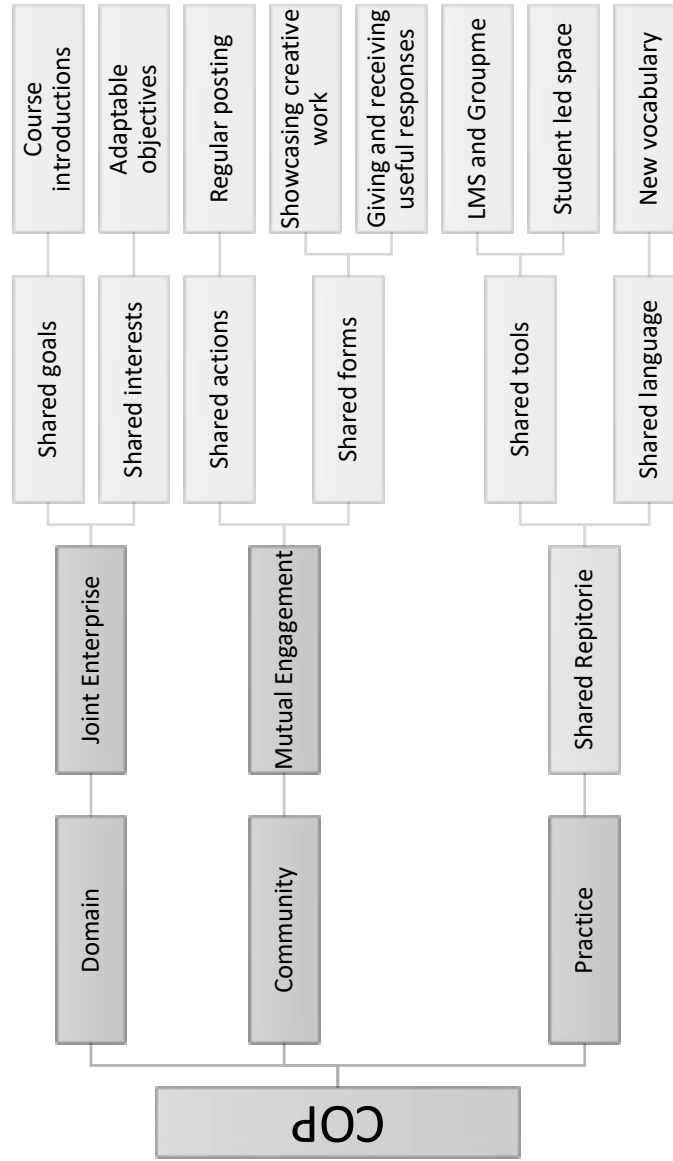 COP
Domain
Joint Enterprise
Shared goals
Course
introductions
Shared interests
Adaptable
objectives
Community
Mutual Engagement
Shared actions
Regular posting
Shared forms
Showcasing creative
work
Giving and receiving
useful responses
Practice
Shared Repitorie
Shared tools
LMS and Groupme
Student led space
Shared language
New vocabulary